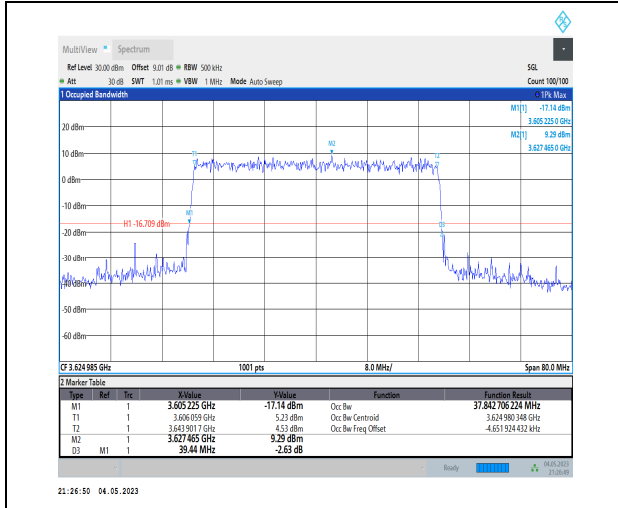 MultiView Spectrum
Ref Level 30.00 dBm Offset 9.01 dB RBW 500 kHz SGL
Att 30 dB SWT 1.01 ms VBW 1 MHz Mode Auto Sweep Count 100/100
1 Occupied Bandwidth 1Pk Max
M1[1] -17.14 dBm
3.605 225 0 GHz
M2[1] 9.29 dBm
3.627 465 0 GHz
20 dBm
M2
10 dBm
T1
T2
0 dBm
-10 dBm
M1
H1 -16.709 dBm
D3
-20 dBm
-30 dBm
-40 dBm
-50 dBm
-60 dBm
CF 3.624 985 GHz 1001 pts 8.0 MHz/ Span 80.0 MHz
2 Marker Table
Type Ref Trc X-Value Y-Value Function Function Result
M1 1 3.605 225 GHz -17.14 dBm Occ Bw 37.842 706 224 MHz
T1 1 3.606 059 GHz 5.23 dBm Occ Bw Centroid 3.624 980 348 GHz
T2 1 3.643 901 7 GHz 4.53 dBm Occ Bw Freq Offset -4.651 924 432 kHz
M2 1 3.627 465 GHz 9.29 dBm
D3 M1 1 39.44 MHz -2.63 dB
Ready 04.05.2023
21:26:49
21:26:50 04.05.2023